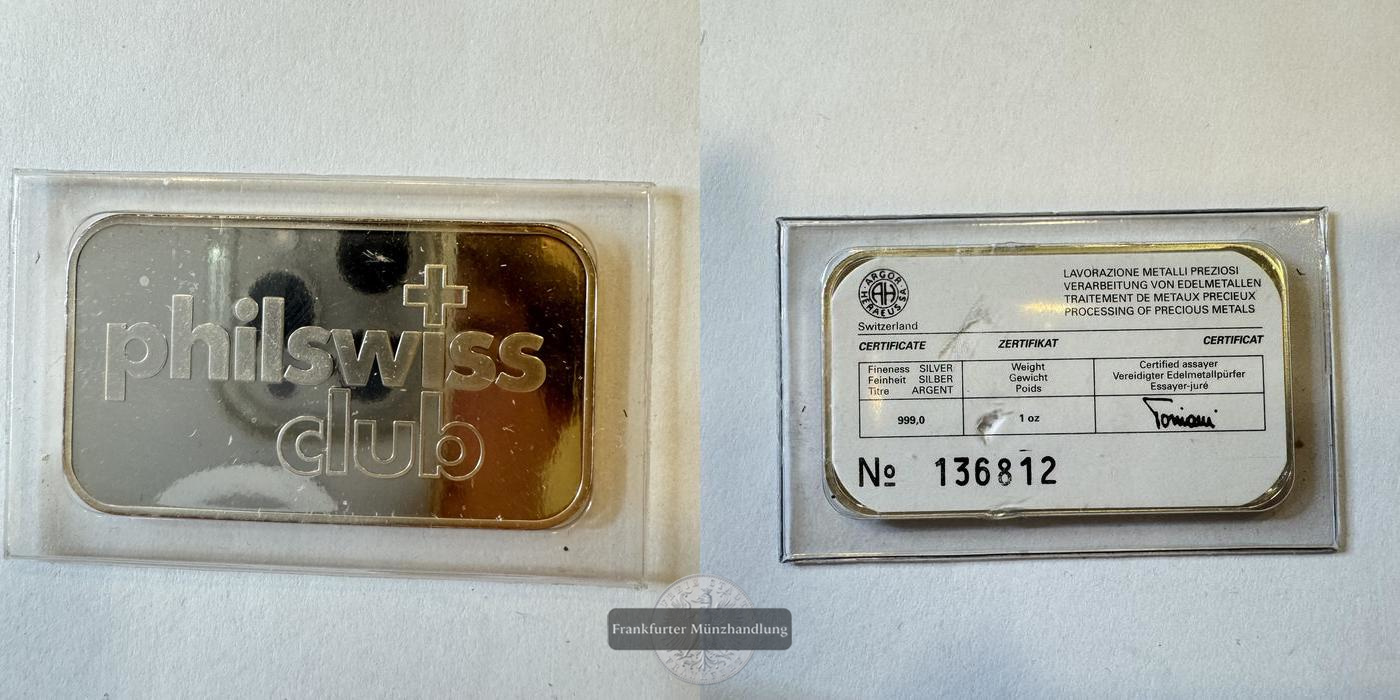 philswiss
club
ARGOR
HERAEUS SA
AH
Switzerland
LAVORAZIONE METALLI PREZIOSI
VERARBEITUNG VON EDELMETALLEN
TRAITEMENT DE METAUX PRECIEUX
PROCESSING OF PRECIOUS METALS
CERTIFICATE ZERTIFIKAT CERTIFICAT
Fineness SILVER
Feinheit SILBER
Titre ARGENT
Weight
Gewicht
Poids
Certified assayer
Vereidigter Edelmetallpürfer
Essayer-juré
999,0
1 oz
Nº 136812
Frankfurter Münzhandlung